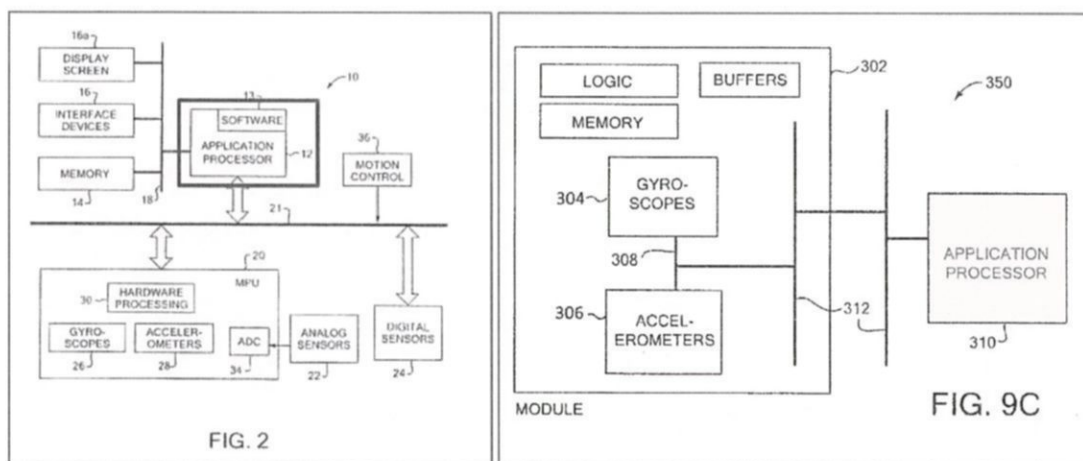 16a
DISPLAY
SCREEN
16
INTERFACE
DEVICES
MEMORY
14
18
10
13
SOFTWARE
APPLICATION
PROCESSOR
12
36
MOTION
CONTROL
21
20
MPU
30
HARDWARE
PROCESSING
GYRO-
SCOPES
26
ACCELER-
OMETERS
28
ADC
34
ANALOG
SENSORS
22
DIGITAL
SENSORS
24
FIG. 2
LOGIC
BUFFERS
302
350
MEMORY
304
GYRO-
SCOPES
308
306
ACCEL-
EROMETERS
312
APPLICATION
PROCESSOR
310
MODULE
FIG. 9C